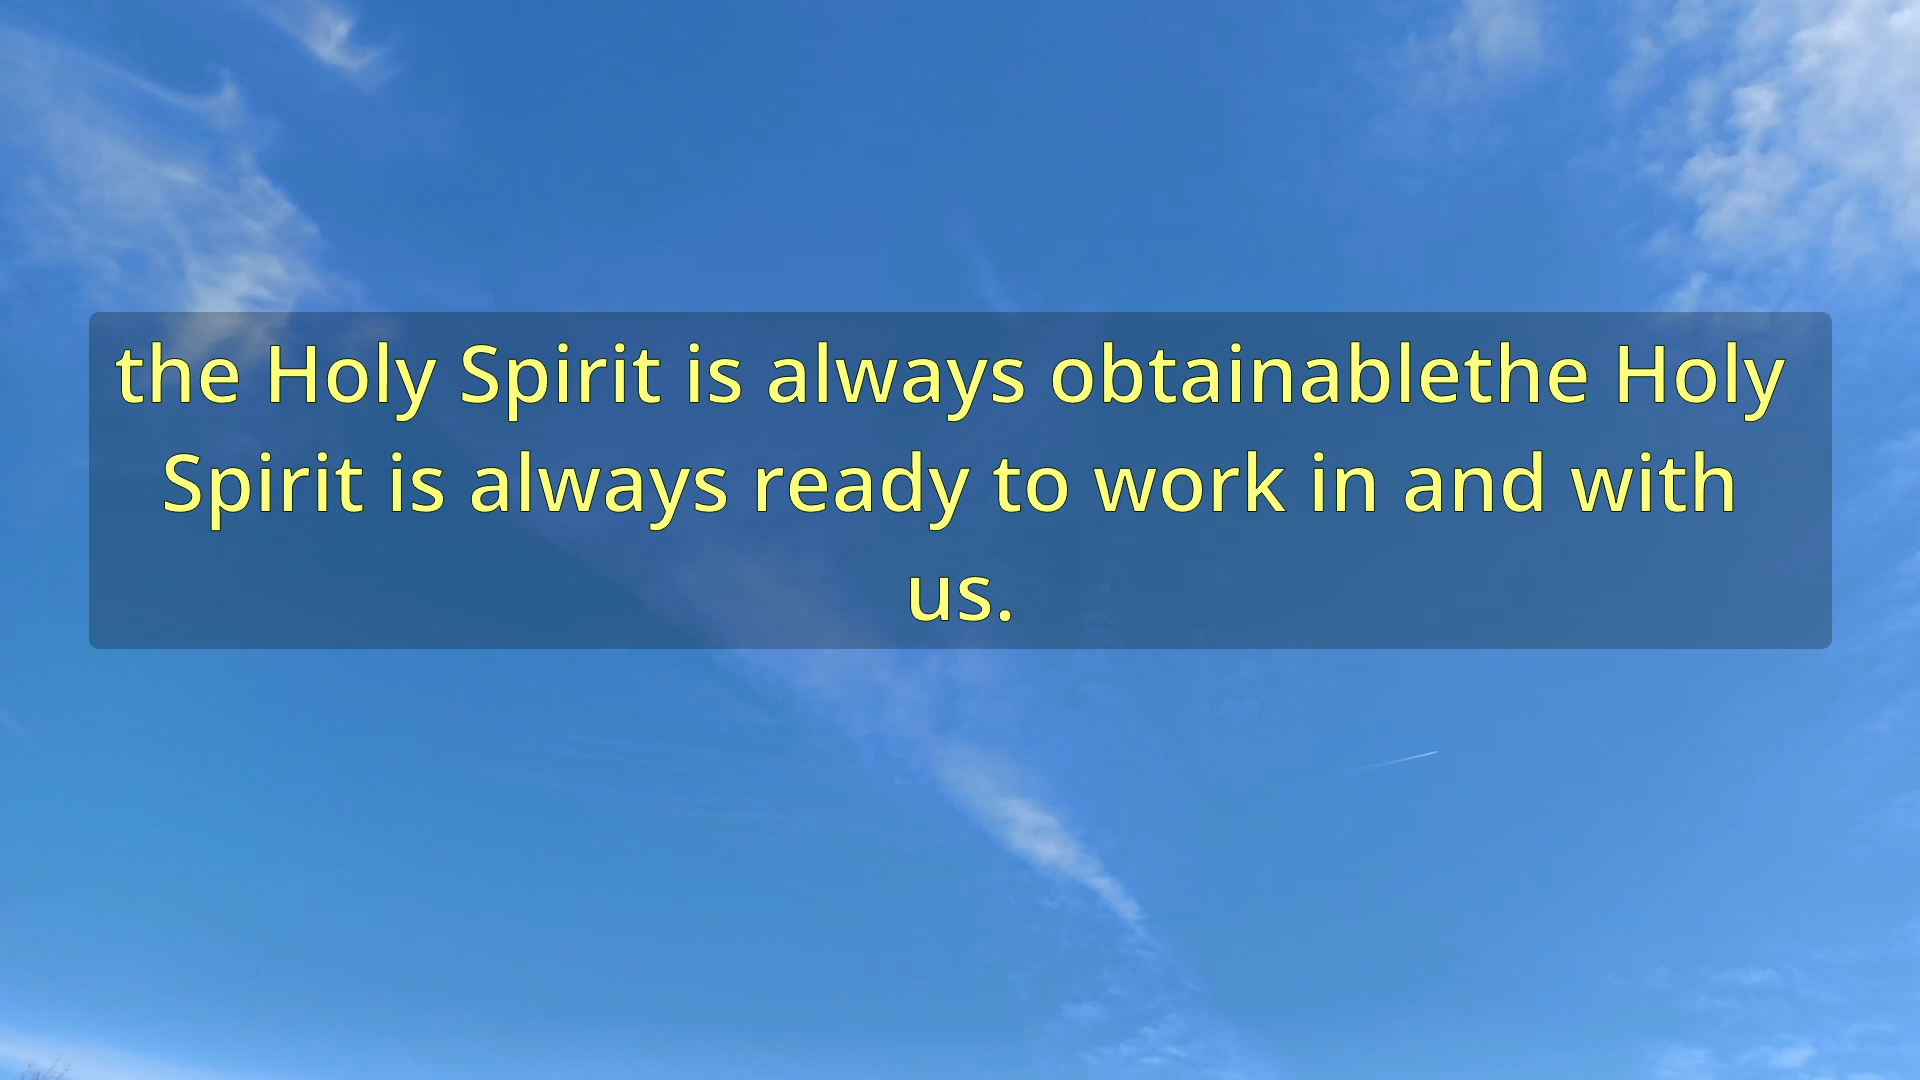 the Holy Spirit is always obtainablethe Holy
Spirit is always ready to work in and with
us.